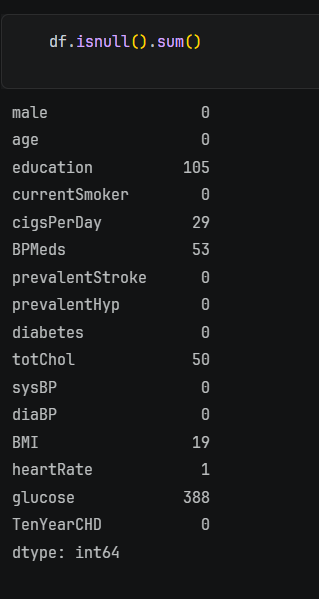 df.isnull().sum()
male 0
age 0
education 105
currentSmoker 0
cigsPerDay 29
BPMeds 53
prevalentStroke 0
prevalentHyp 0
diabetes 0
totChol 50
sysBP 0
diaBP 0
BMI 19
heartRate 1
glucose 388
TenYearCHD 0
dtype: int64